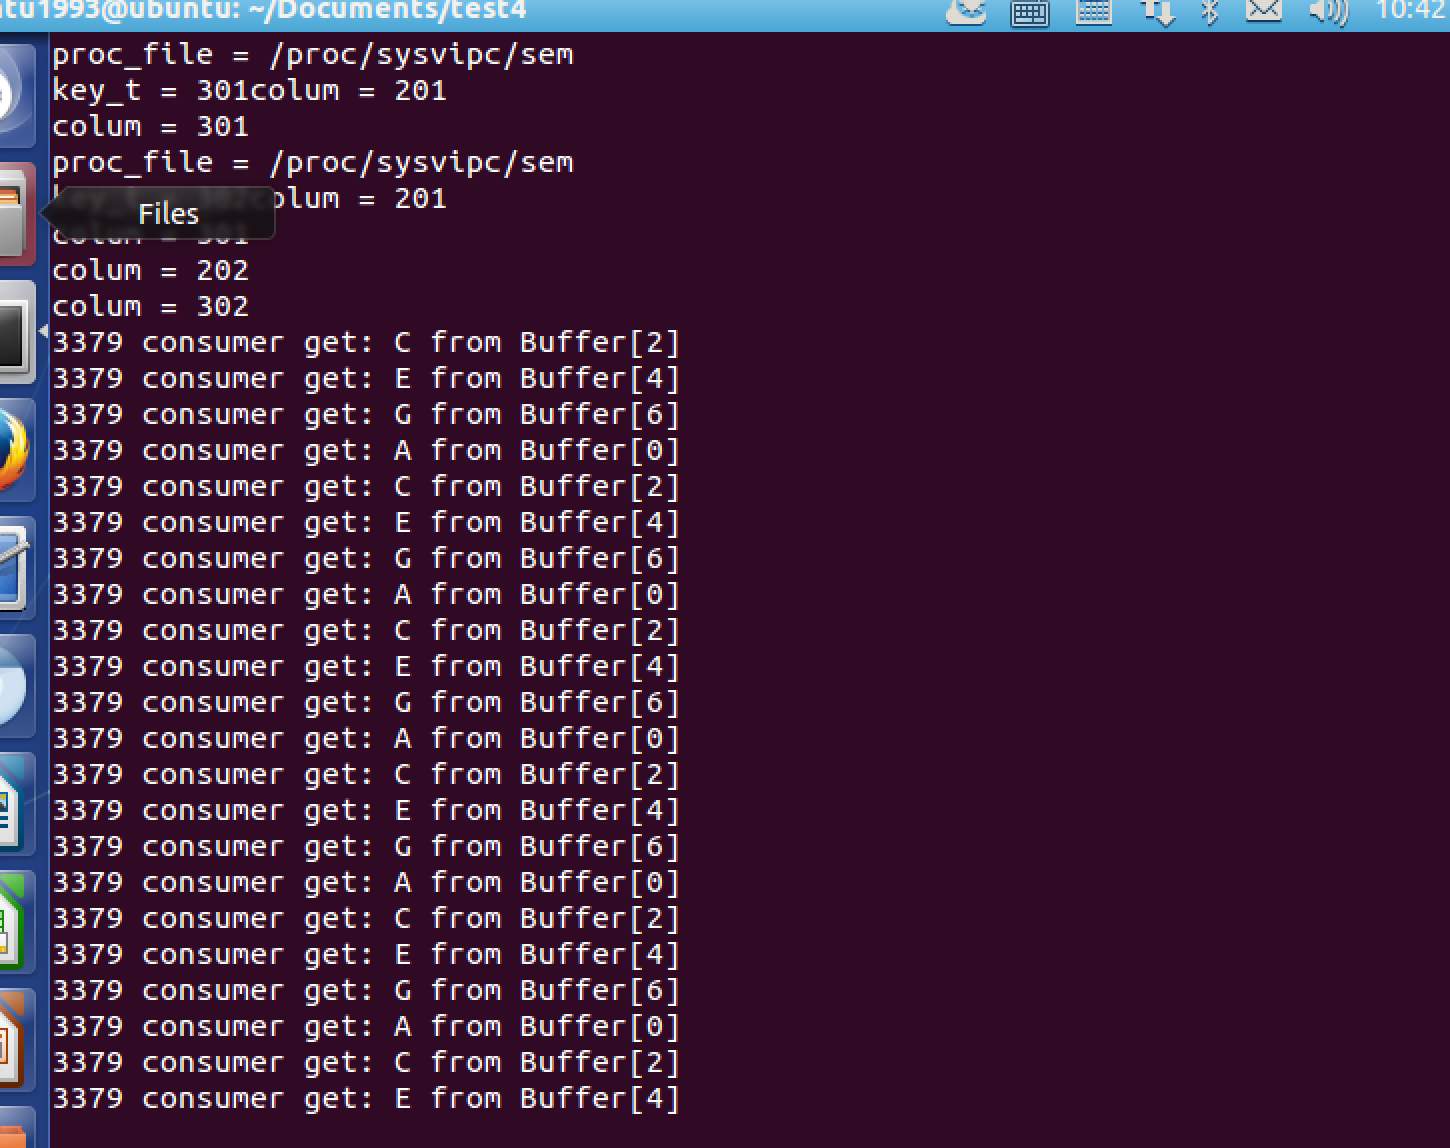 ntu1993@ubuntu: ~/Documents/test4
10:42
proc_file = /proc/sysvipc/sem
key_t = 301colum = 201
colum = 301
proc_file = /proc/sysvipc/sem
key_t = 302colum = 201
Files
colum = 301
colum = 202
colum = 302
3379 consumer get: C from Buffer[2]
3379 consumer get: E from Buffer[4]
3379 consumer get: G from Buffer[6]
3379 consumer get: A from Buffer[0]
3379 consumer get: C from Buffer[2]
3379 consumer get: E from Buffer[4]
3379 consumer get: G from Buffer[6]
3379 consumer get: A from Buffer[0]
3379 consumer get: C from Buffer[2]
3379 consumer get: E from Buffer[4]
3379 consumer get: G from Buffer[6]
3379 consumer get: A from Buffer[0]
3379 consumer get: C from Buffer[2]
3379 consumer get: E from Buffer[4]
3379 consumer get: G from Buffer[6]
3379 consumer get: A from Buffer[0]
3379 consumer get: C from Buffer[2]
3379 consumer get: E from Buffer[4]
3379 consumer get: G from Buffer[6]
3379 consumer get: A from Buffer[0]
3379 consumer get: C from Buffer[2]
3379 consumer get: E from Buffer[4]